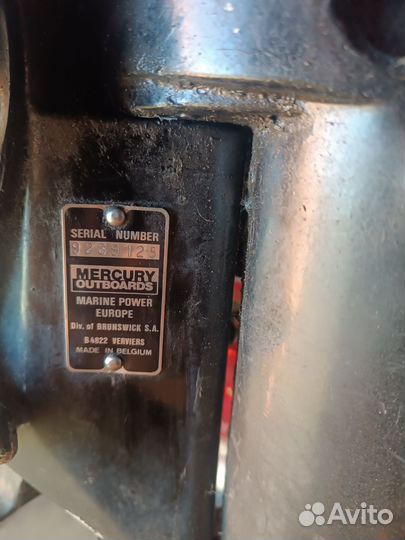 SERIAL NUMBER
MERCURY
OUTBOARDS
MARINE POWER
EUROPE
Div. of BRUNSWICK S.A.
B4822 VERVIERS
MADE IN BELGIUM
Avito